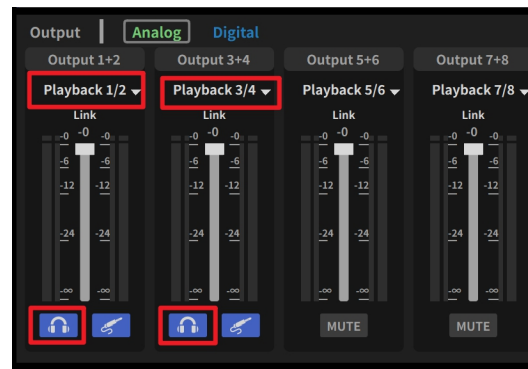 Output Analog Digital
Output 1+2 Output 3+4 Output 5+6 Output 7+8
Playback 1/2 Playback 3/4 Playback 5/6 Playback 7/8
Link Link Link Link
-0 -0 -0 -0 -0 -0 -0 -0 -0 -0 -0 -0
-6 -6 -6 -6 -6 -6 -6 -6
-12 -12 -12 -12 -12 -12 -12 -12
-24 -24 -24 -24 -24 -24 -24 -24
-∞ -∞ -∞ -∞ -∞ -∞ -∞ -∞
MUTE MUTE